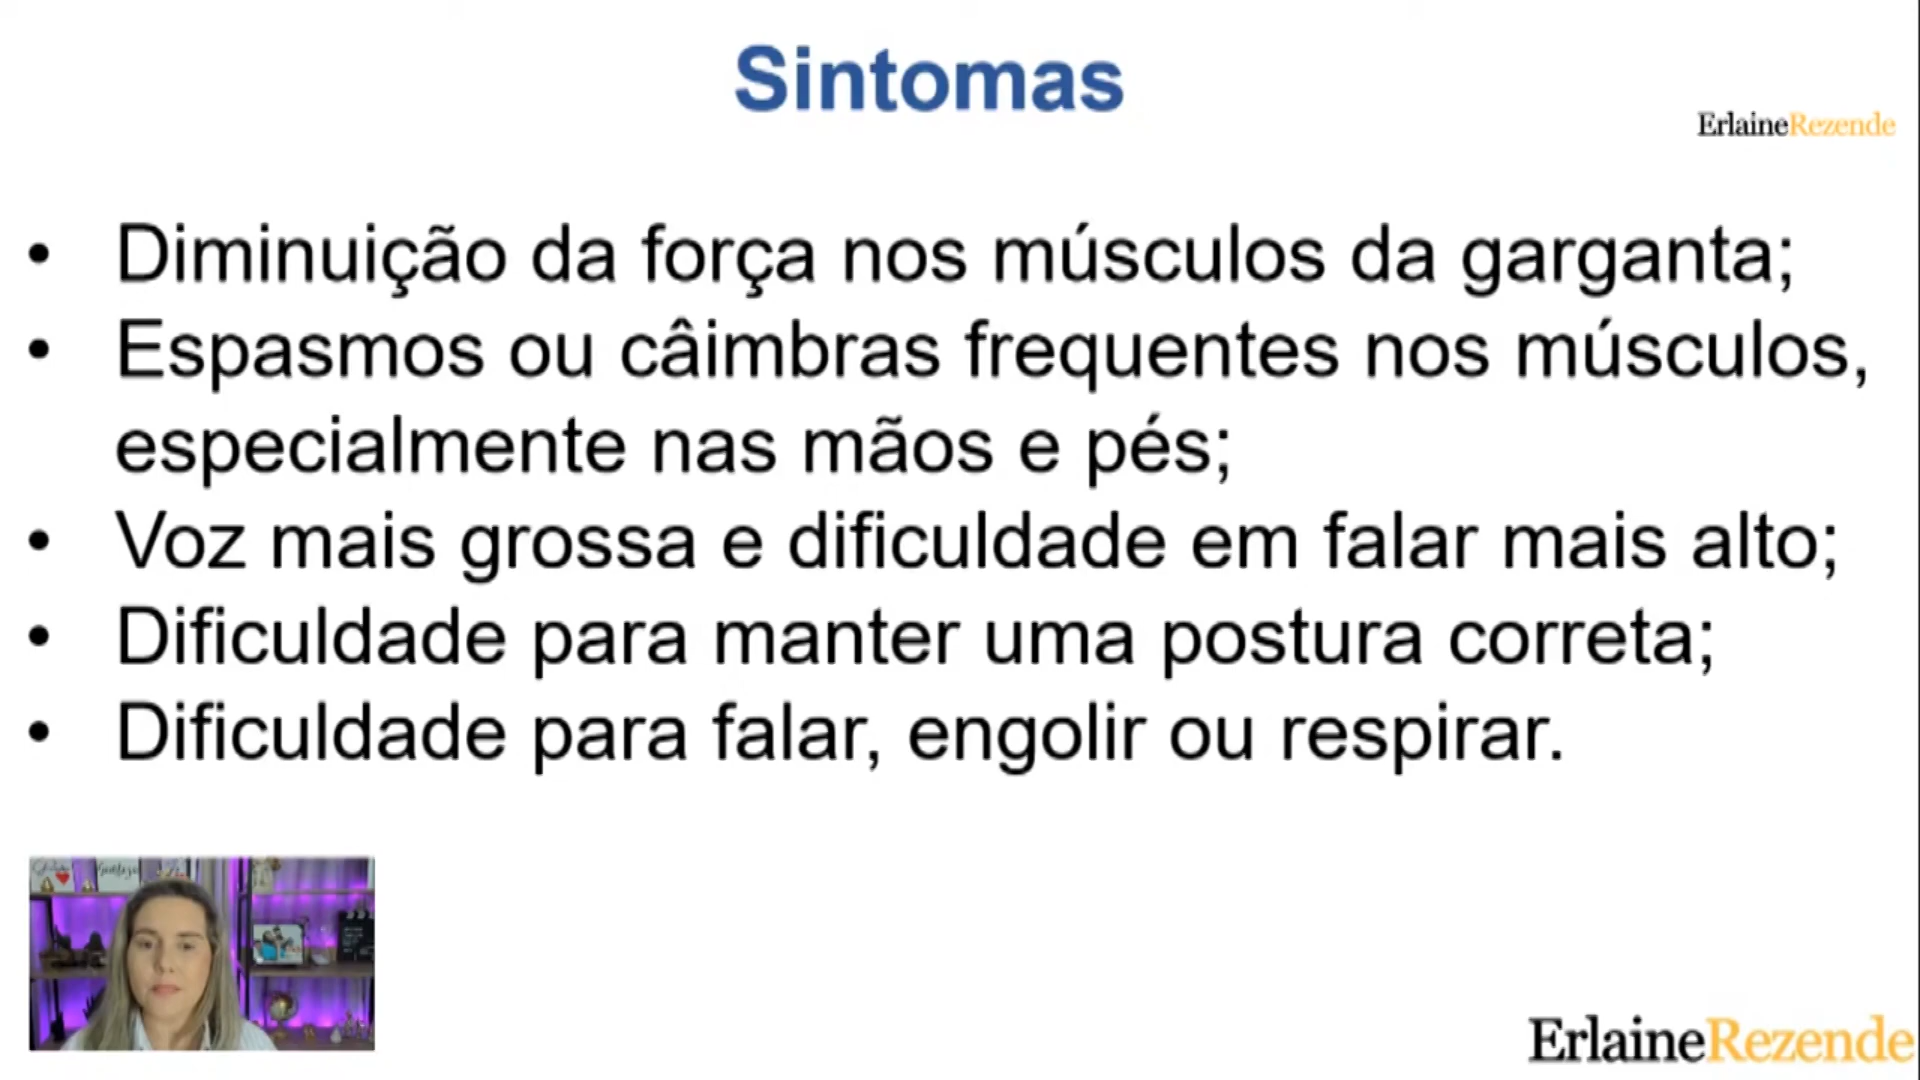 Sintomas
ErlaineRezende
• Diminuição da força nos músculos da garganta;
• Espasmos ou câimbras frequentes nos músculos,
especialmente nas mãos e pés;
• Voz mais grossa e dificuldade em falar mais alto;
• Dificuldade para manter uma postura correta;
• Dificuldade para falar, engolir ou respirar.
ErlaineRezende